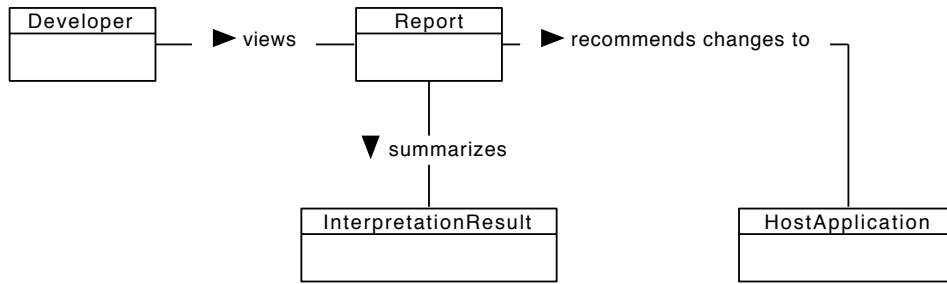 Developer
views
Report
recommends changes to
summarizes
InterpretationResult
HostApplication